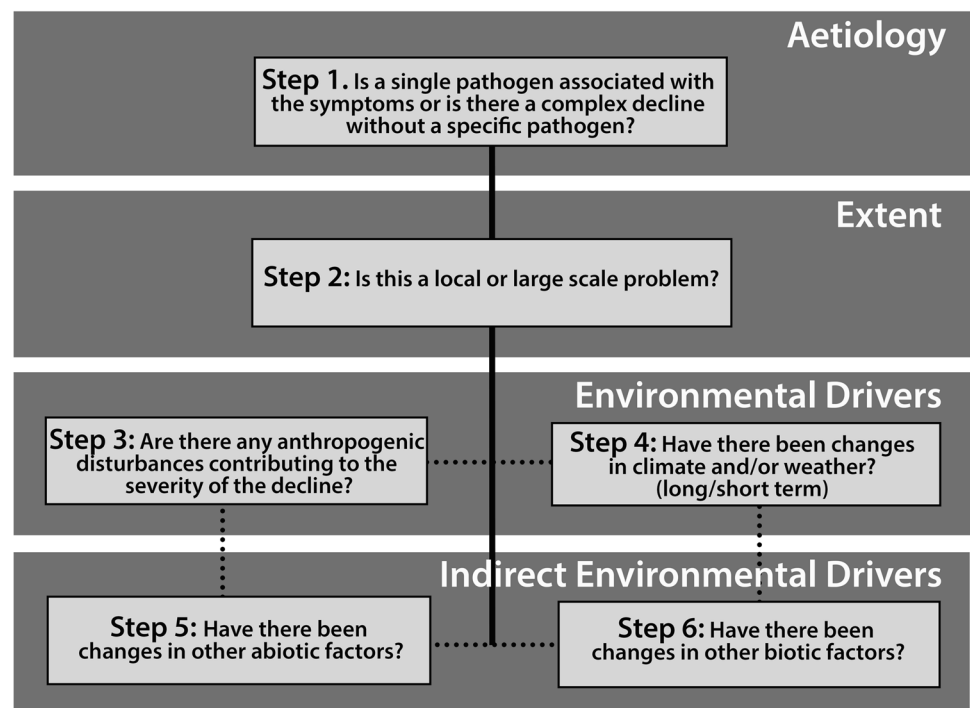 Aetiology
Step 1. Is a single pathogen associated with
the symptoms or is there a complex decline
without a specific pathogen?
Extent
Step 2: Is this a local or large scale problem?
Environmental Drivers
Step 3: Are there any anthropogenic
disturbances contributing to the
severity of the decline?
Step 4: Have there been changes
in climate and/or weather?
(long/short term)
Indirect Environmental Drivers
Step 5: Have there been
changes in other abiotic factors?
Step 6: Have there been
changes in other biotic factors?